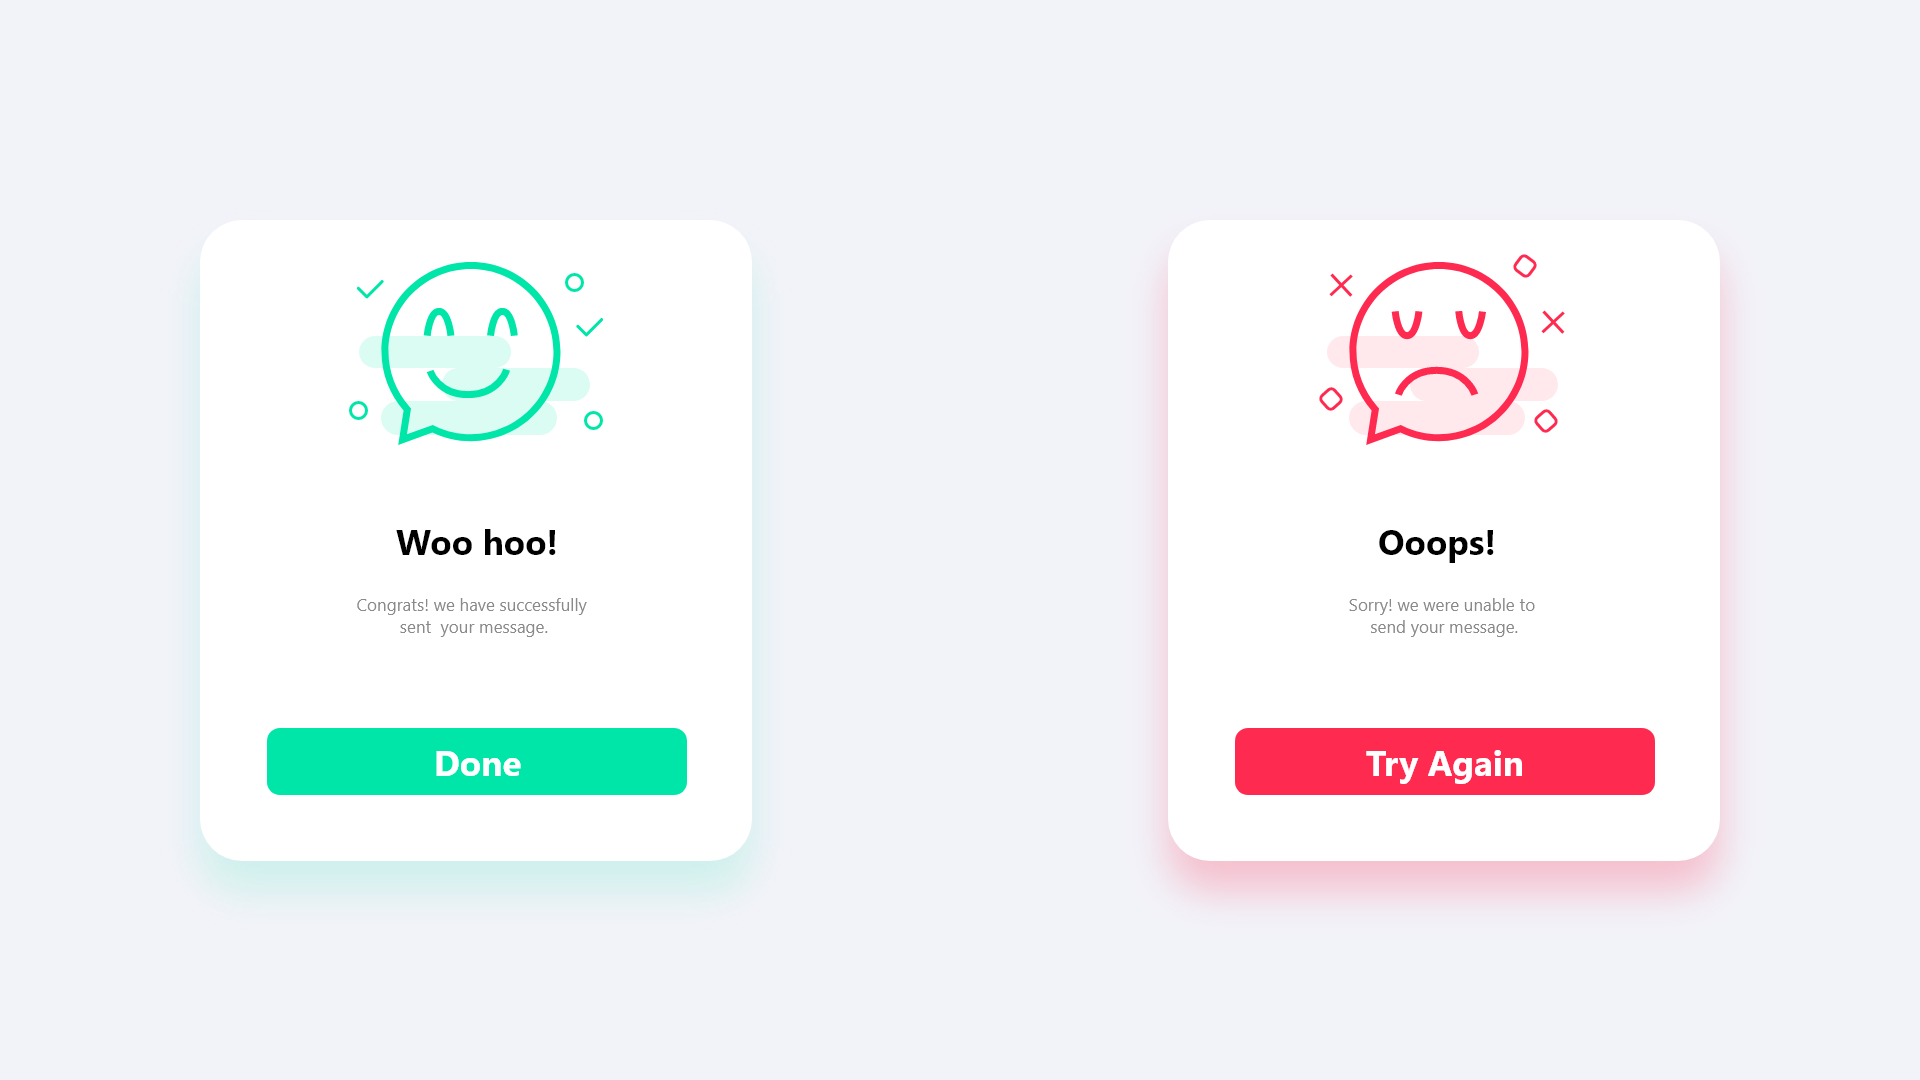 Woo hoo!
Congrats! we have successfully
sent  your message.
Done
Ooops!
Sorry! we were unable to
send your message.
Try Again